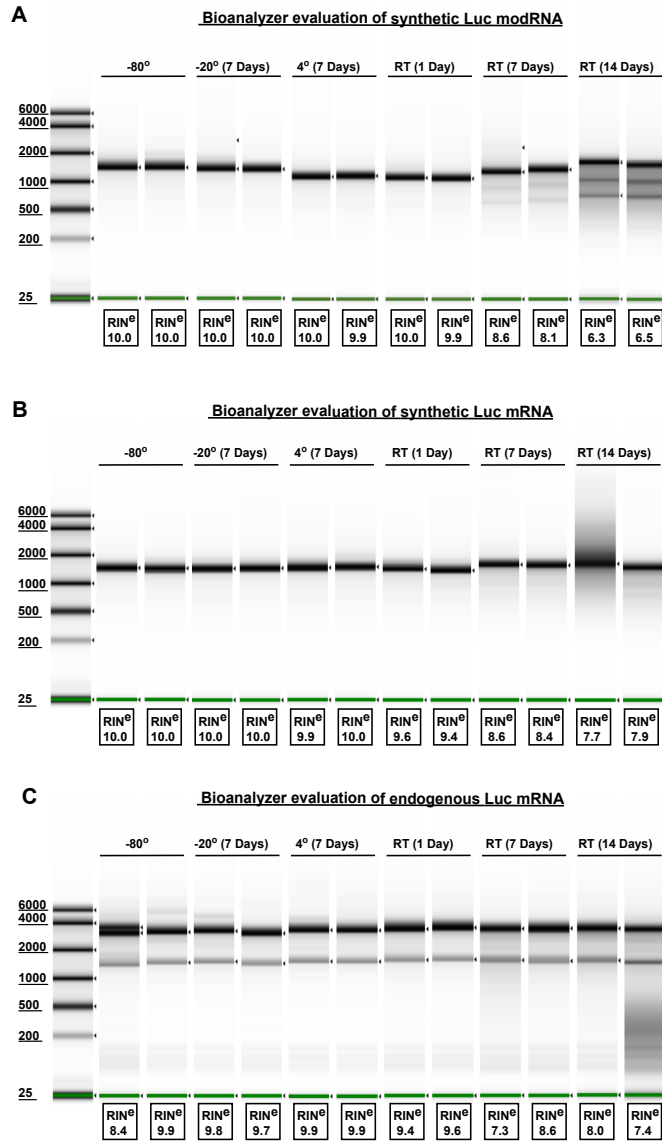 A
Bioanalyzer evaluation of synthetic Luc modRNA
-80° -20° (7 Days) 4° (7 Days) RT (1 Day) RT (7 Days) RT (14 Days)
6000
4000
2000
1000
500
200
25
RINe RINe RINe RINe RINe RINe RINe RINe RINe RINe RINe RINe
10.0 10.0 10.0 10.0 10.0 9.9 10.0 9.9 8.6 8.1 6.3 6.5
B
Bioanalyzer evaluation of synthetic Luc mRNA
-80° -20° (7 Days) 4° (7 Days) RT (1 Day) RT (7 Days) RT (14 Days)
6000
4000
2000
1000
500
200
25
RINe RINe RINe RINe RINe RINe RINe RINe RINe RINe RINe RINe
10.0 10.0 10.0 10.0 9.9 10.0 9.6 9.4 8.6 8.4 7.7 7.9
C
Bioanalyzer evaluation of endogenous Luc mRNA
-80° -20° (7 Days) 4° (7 Days) RT (1 Day) RT (7 Days) RT (14 Days)
6000
4000
2000
1000
500
200
25
RINe RINe RINe RINe RINe RINe RINe RINe RINe RINe RINe RINe
8.4 9.9 9.8 9.7 9.9 9.9 9.4 9.6 7.3 8.6 8.0 7.4